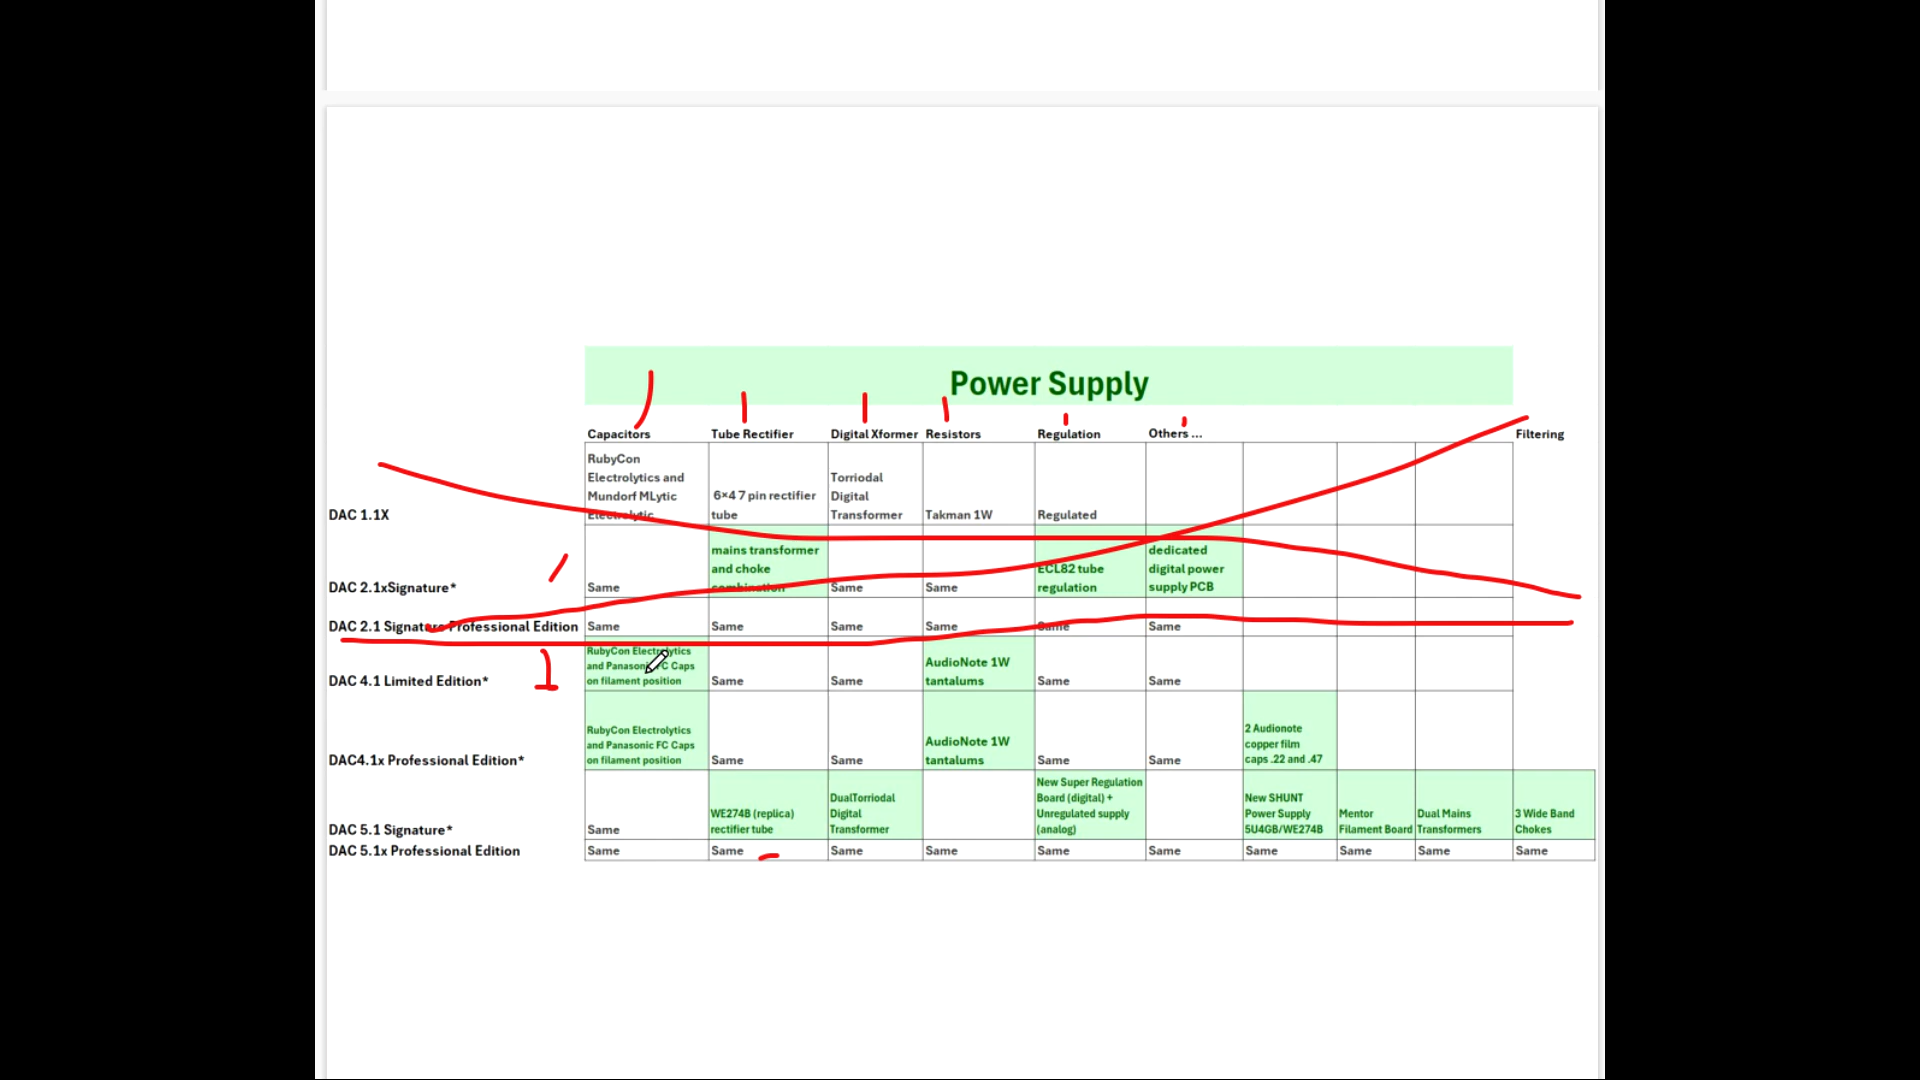 Power Supply
Capacitors Tube Rectifier Digital Xformer Resistors Regulation Others ... Filtering
RubyCon
Electrolytics and
Mundorf MLytic
Electrolytic
6×4 7 pin rectifier
tube
Torriodal
Digital
Transformer
Takman 1W
Regulated
DAC 1.1X
mains transformer
and choke
combination
ECL82 tube
regulation
dedicated
digital power
supply PCB
DAC 2.1xSignature* Same Same Same
DAC 2.1 Signature Professional Edition Same Same Same Same Same Same
RubyCon Electrolytics
and Panasonic FC Caps
on filament position
AudioNote 1W
tantalums
DAC 4.1 Limited Edition* Same Same Same Same
RubyCon Electrolytics
and Panasonic FC Caps
on filament position
AudioNote 1W
tantalums
2 Audionote
copper film
caps .22 and .47
DAC4.1x Professional Edition* Same Same Same Same
WE274B (replica)
rectifier tube
DualTorriodal
Digital
Transformer
New Super Regulation
Board (digital) +
Unregulated supply
(analog)
New SHUNT
Power Supply
5U4GB/WE274B
Mentor
Filament Board
Dual Mains
Transformers
3 Wide Band
Chokes
DAC 5.1 Signature* Same
DAC 5.1x Professional Edition Same Same Same Same Same Same Same Same Same Same